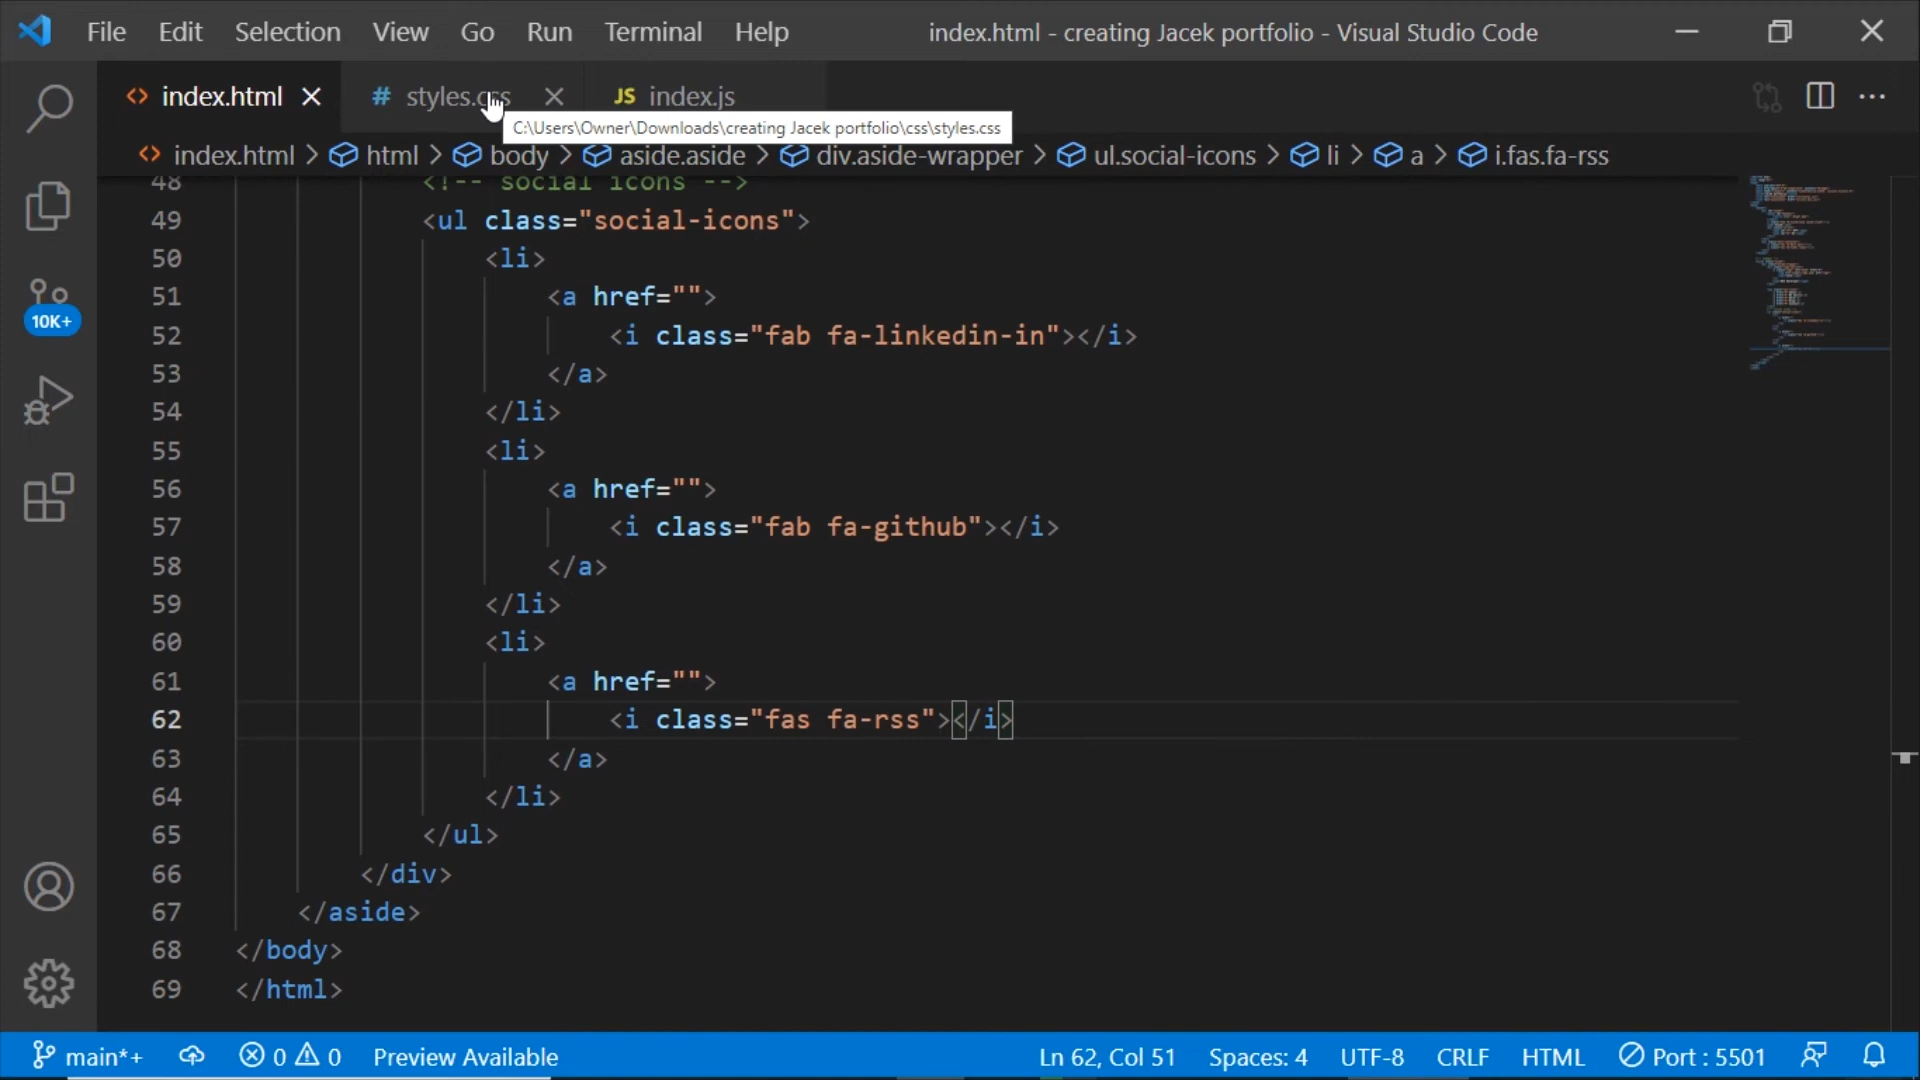 File Edit Selection View Go Run Terminal Help index.html - creating Jacek portfolio - Visual Studio Code
index.html styles.css JS index.js
C:\Users\Owner\Downloads\creating Jacek portfolio\css\styles.css
index.html > html > body > aside.aside > div.aside-wrapper > ul.social-icons > li > a > i.fas.fa-rss
48 <!-- social icons -->
49 <ul class="social-icons">
50 <li>
51 <a href="">
52 <i class="fab fa-linkedin-in"></i>
53 </a>
54 </li>
55 <li>
56 <a href="">
57 <i class="fab fa-github"></i>
58 </a>
59 </li>
60 <li>
61 <a href="">
62 <i class="fas fa-rss"></i>
63 </a>
64 </li>
65 </ul>
66 </div>
67 </aside>
68 </body>
69 </html>
10K+
main*+ 0 0 Preview Available Ln 62, Col 51 Spaces: 4 UTF-8 CRLF HTML Port : 5501